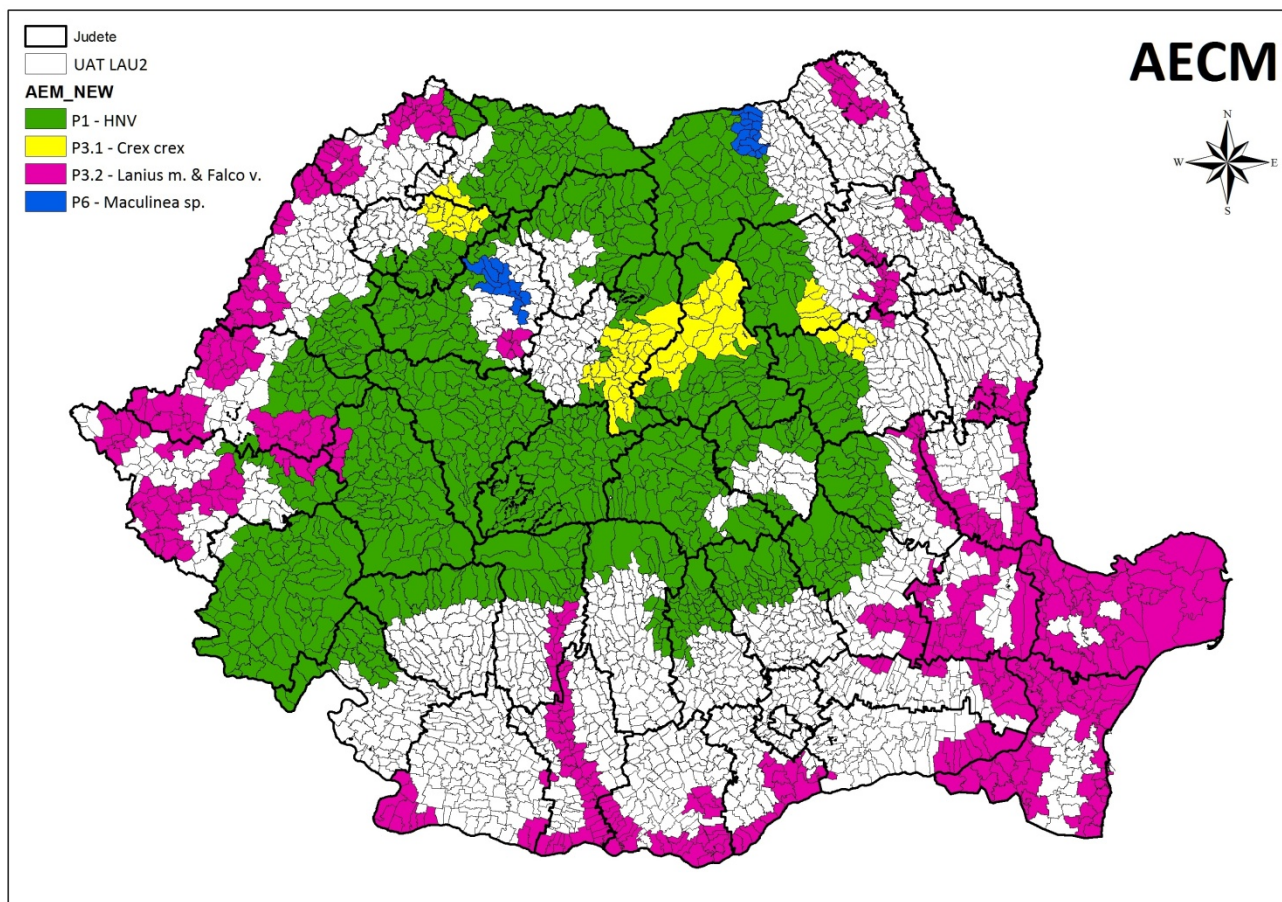 Judete
UAT LAU2
AEM_NEW
P1 - HNV
P3.1 - Crex crex
P3.2 - Lanius m. & Falco v.
P6 - Maculinea sp.
AECM
N
W
E
S